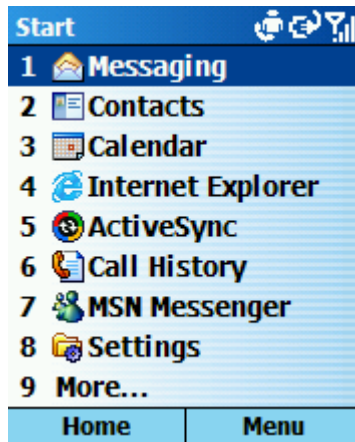 Start
1 Messaging
2 Contacts
3 Calendar
4 Internet Explorer
5 ActiveSync
6 Call History
7 MSN Messenger
8 Settings
9 More...
Home Menu